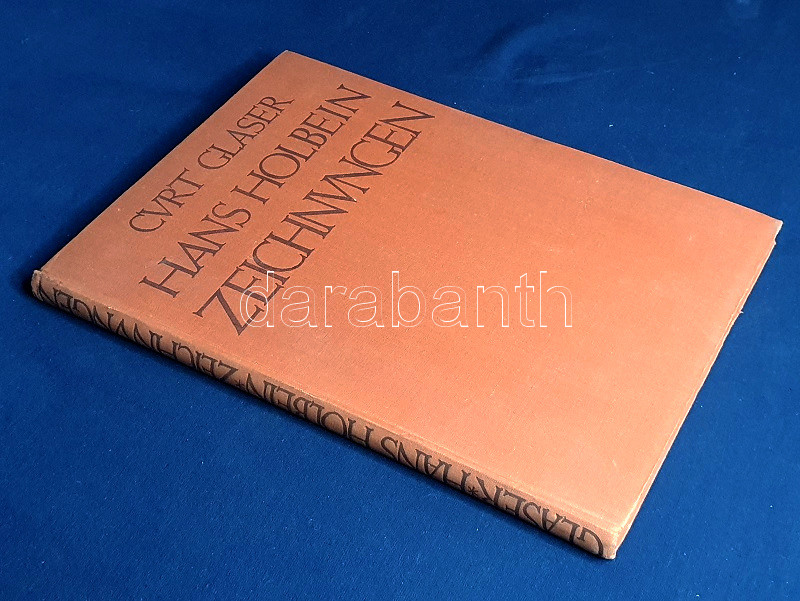 CVRT GLASER
HANS HOLBEIN
ZEICHNVNGEN
darabanth
GLASER*HANS HOLBEIN*ZEICHNVNGEN